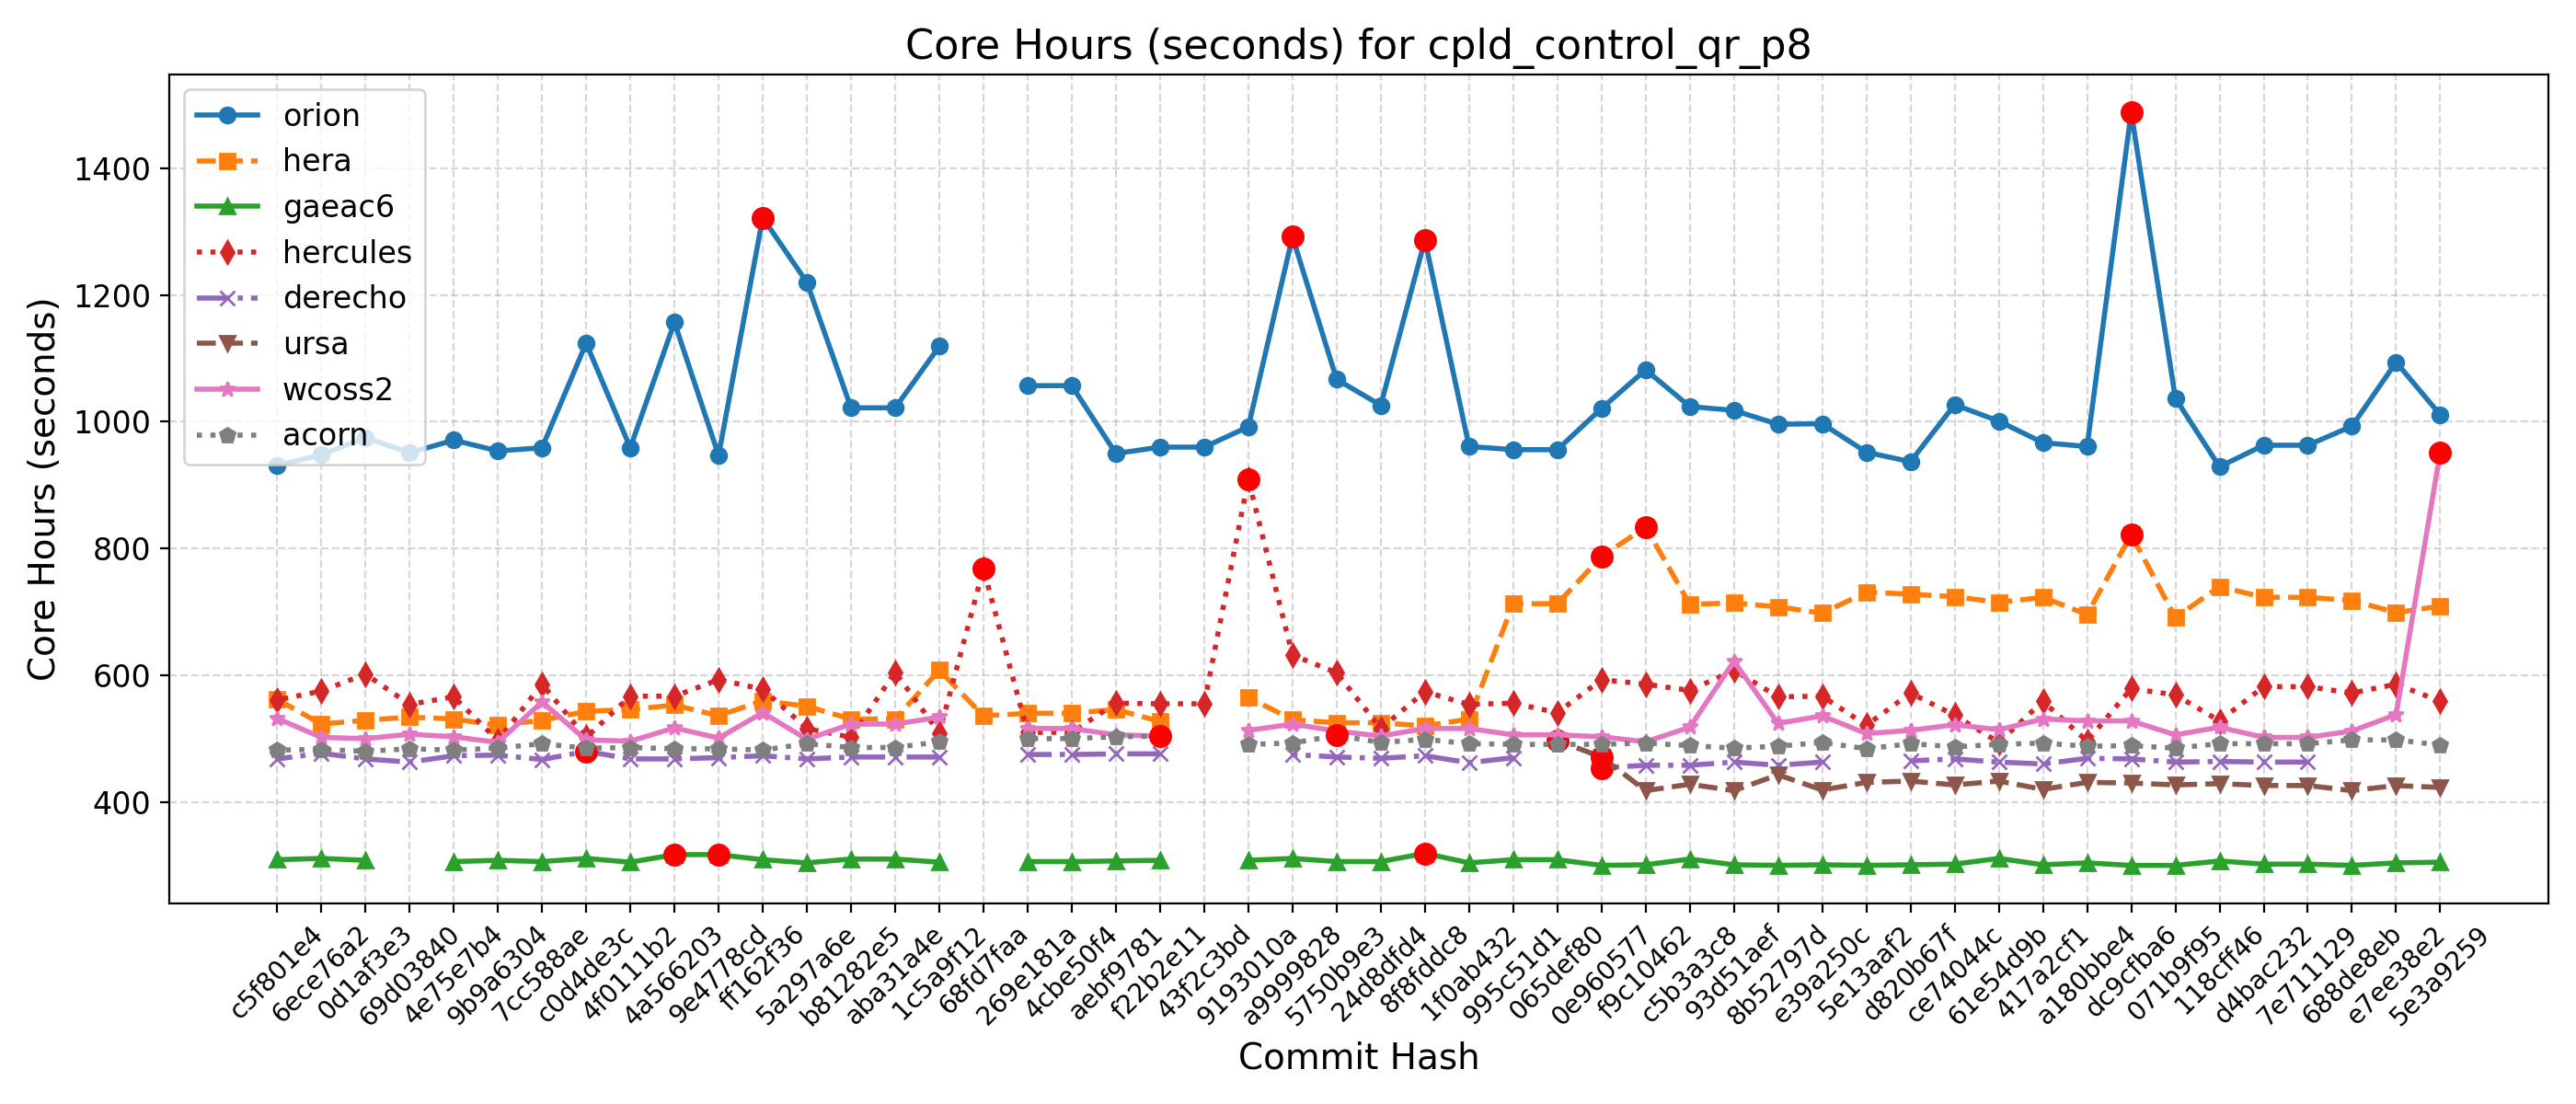 Core Hours (seconds) for cpld_control_qr_p8
Core Hours (seconds)
1400
1200
1000
800
600
400
orion
hera
gaeac6
hercules
derecho
ursa
wcoss2
acorn
c5f801e4
6ece76a2
0d1af3e3
69d03840
4e75e7b4
9b9a6304
7cc588ae
c0d4de3c
4f0111b2
4a566203
9e4778cd
ff162f36
5a297a6e
b81282e5
aba31a4e
1c5a9f12
68fd7faa
269e181a
4cbe50f4
aebf9781
f22b2e11
43f2c3bd
9193010a
a9999828
5750b9e3
24d8dfd4
8f8fddc8
1f0ab432
995c51d1
065def80
0e960577
f9c10462
c5b3a3c8
93d51aef
8b52797d
e39a250c
5e13aaf2
d820b67f
ce74044c
61e54d9b
417a2cf1
a180bbe4
dc9cfba6
071b9f95
118cff46
d4bac232
7e711129
688de8eb
e7ee38e2
5e3a9259
Commit Hash